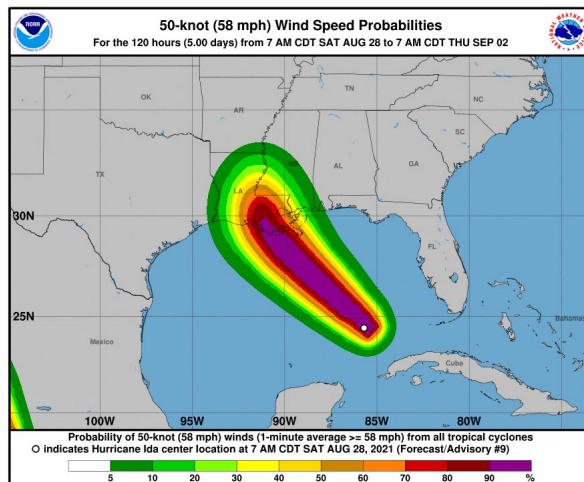 NOAA
50-knot (58 mph) Wind Speed Probabilities
For the 120 hours (5.00 days) from 7 AM CDT SAT AUG 28 to 7 AM CDT THU SEP 02
OK
TN
NC
AR
SC
MS
AL
GA
TX
LA
30N
FL
25N
Bahamas
Mexico
Cuba
100W 95W 90W 85W 80W
Probability of 50-knot (58 mph) winds (1-minute average >= 58 mph) from all tropical cyclones
O indicates Hurricane Ida center location at 7 AM CDT SAT AUG 28, 2021 (Forecast/Advisory #9)
5 10 20 30 40 50 60 70 80 90 %